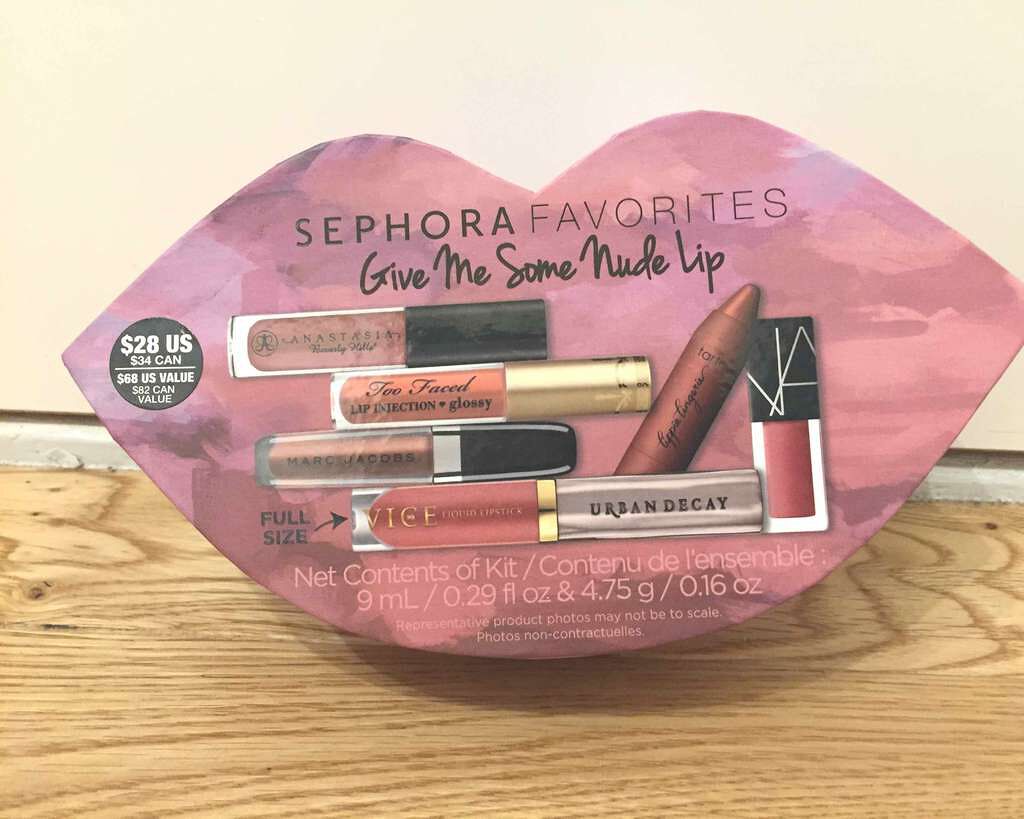 SEPHORA FAVORITES
Give Me Some Nude Lip
$28 US
$34 CAN
$68 US VALUE
$82 CAN
VALUE
ANASTASIA
Beverly Hills
Too Faced
LIP INJECTION ♥ glossy
MARC JACOBS
tarte
lippie lingerie
NARS
FULL
SIZE
VICE LIQUID LIPSTICK
URBAN DECAY
Net Contents of Kit / Contenu de l'ensemble :
9 mL / 0.29 fl oz & 4.75 g / 0.16 oz
Representative product photos may not be to scale.
Photos non-contractuelles.